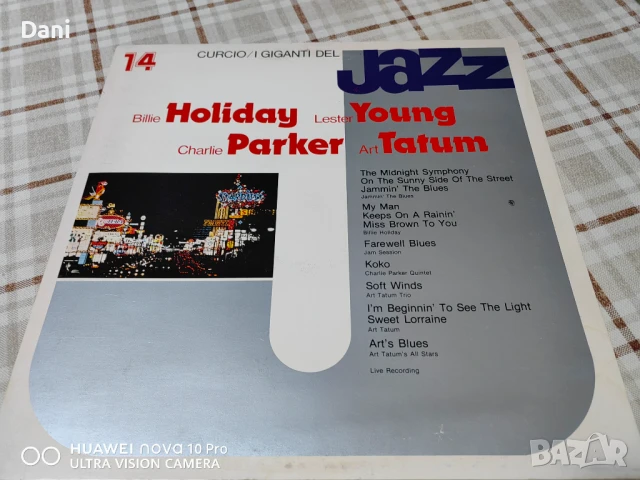 Dani
14
CURCIO/I GIGANTI DEL
Jazz
Billie Holiday Lester Young
Charlie Parker Art Tatum
The Midnight Symphony
On The Sunny Side Of The Street
Jammin' The Blues
Jammin' The Blues
My Man
Keeps On A Rainin'
Miss Brown To You
Billie Holiday
Farewell Blues
Jam Session
Koko
Charlie Parker Quintet
Soft Winds
Art Tatum Trio
I'm Beginnin' To See The Light
Sweet Lorraine
Art Tatum
Art's Blues
Art Tatum's All Stars
Live Recording
HUAWEI nova 10 Pro
ULTRA VISION CAMERA
BAZAR